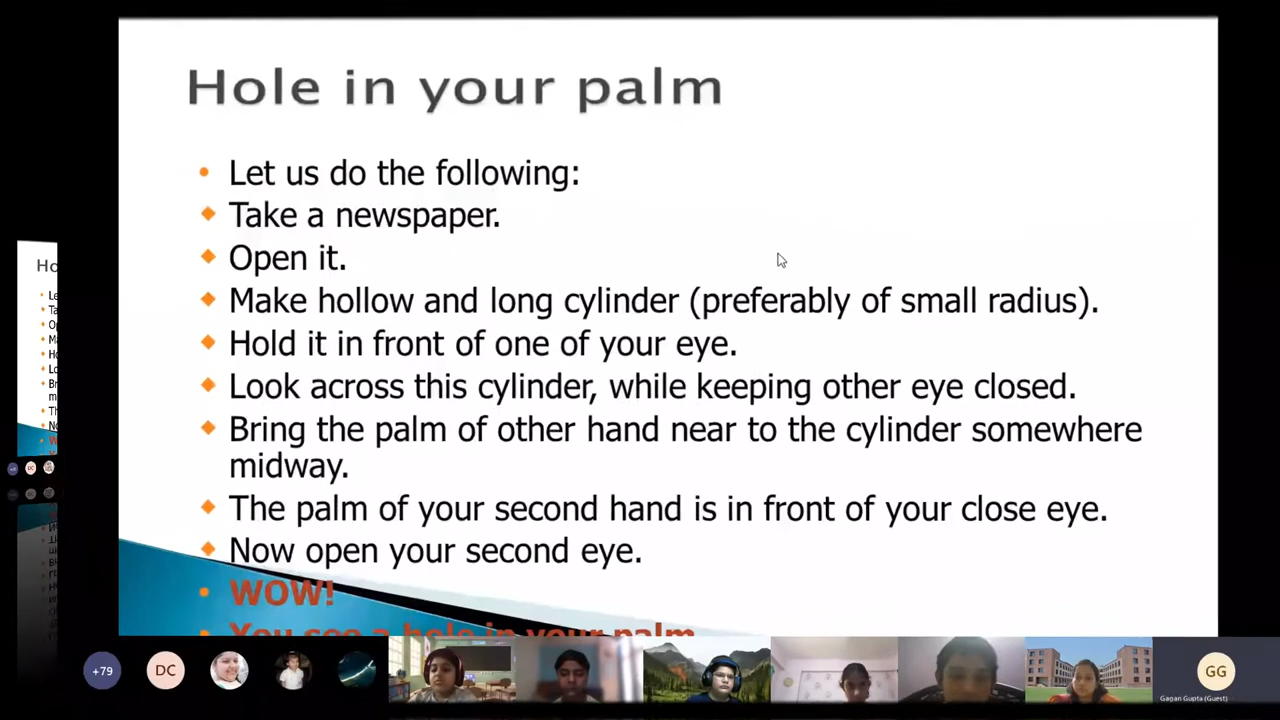 Hole in your palm
Let us do the following:
Take a newspaper.
Open it.
Make hollow and long cylinder (preferably of small radius).
Hold it in front of one of your eye.
Look across this cylinder, while keeping other eye closed.
Bring the palm of other hand near to the cylinder somewhere
midway.
The palm of your second hand is in front of your close eye.
Now open your second eye.
WOW!
You see a hole in your palm
+79
DC
GG
Gagan Gupta (Guest)